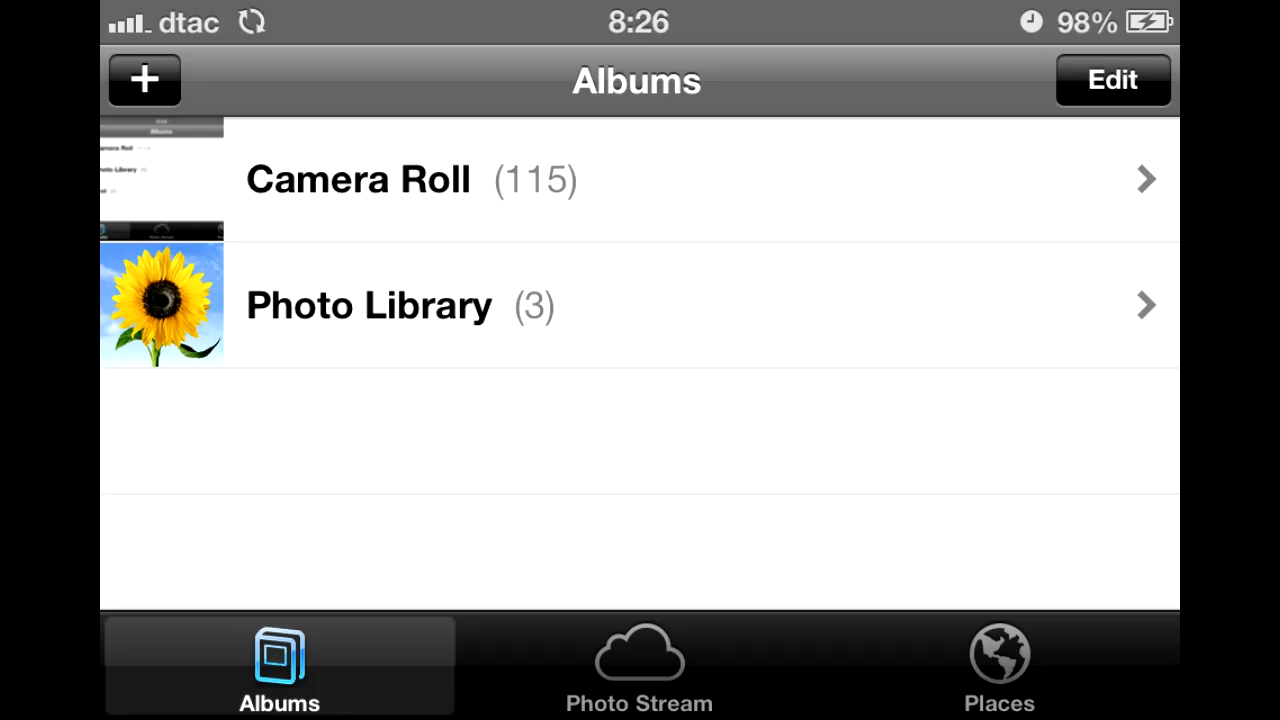 dtac 8:26 98%
+ Albums Edit
Camera Roll (115)
Photo Library (3)
Albums Photo Stream Places